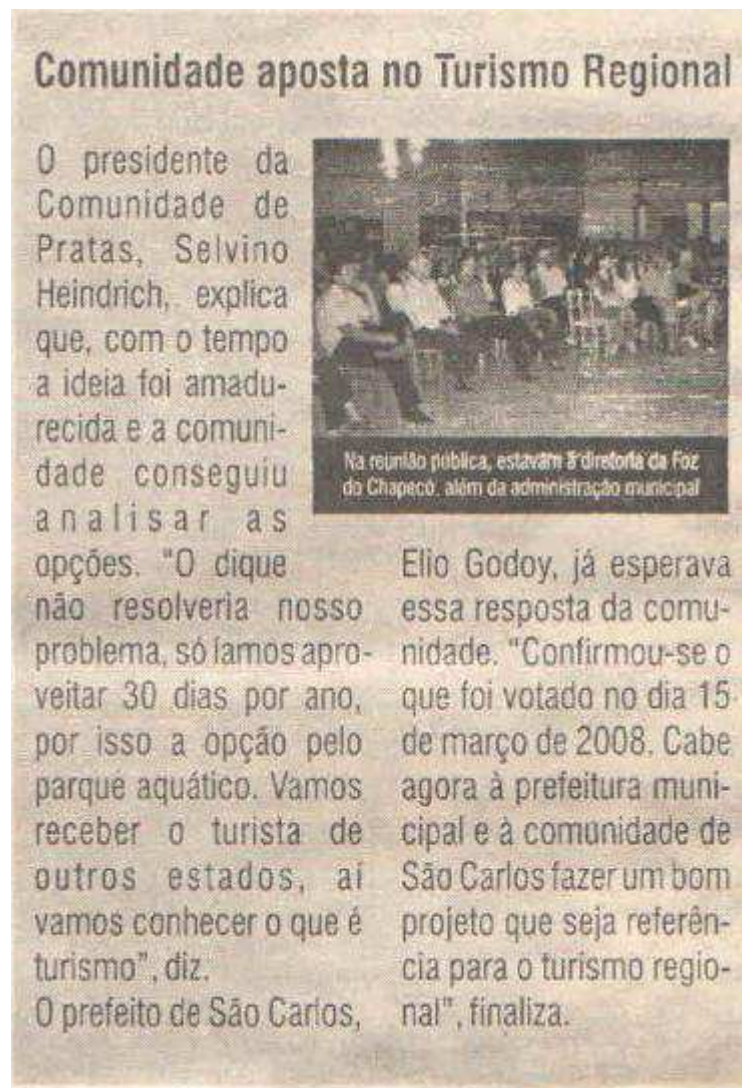 Comunidade aposta no Turismo Regional
O presidente da
Comunidade de
Pratas, Selvino
Heindrich, explica
que, com o tempo
a ideia foi amadu-
recida e a comuni-
dade conseguiu
analisar as
opções. "O dique
não resolveria nosso
problema, só íamos apro-
veitar 30 dias por ano,
por isso a opção pelo
parque aquático. Vamos
receber o turista de
outros estados, aí
vamos conhecer o que é
turismo", diz.
O prefeito de São Carlos,
Na reunião pública, estavam a diretoria da Foz
do Chapecó, além da administração municipal
Elio Godoy, já esperava
essa resposta da comu-
nidade. "Confirmou-se o
que foi votado no dia 15
de março de 2008. Cabe
agora à prefeitura muni-
cipal e à comunidade de
São Carlos fazer um bom
projeto que seja referên-
cia para o turismo regio-
nal", finaliza.